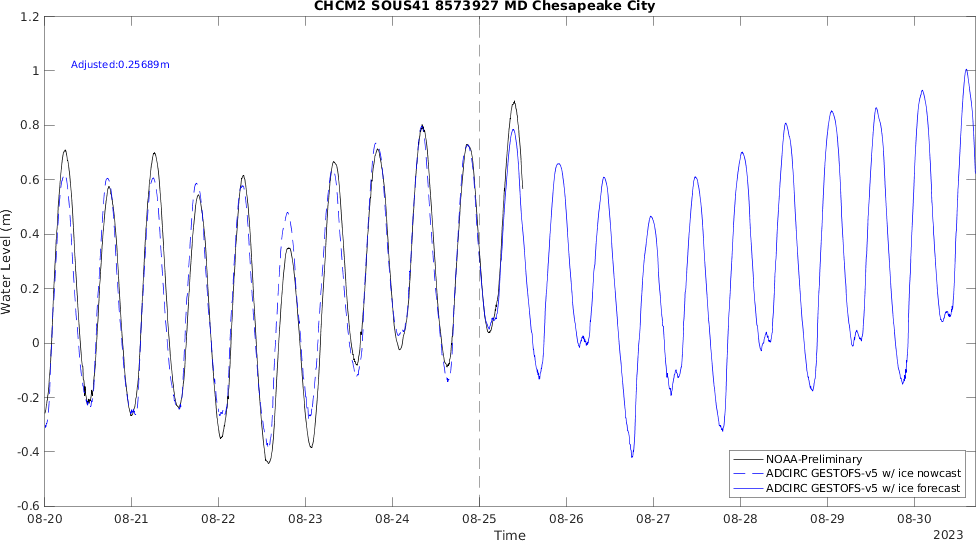 CHCM2 SOUS41 8573927 MD Chesapeake City
1.2
1
0.8
0.6
0.4
0.2
0
-0.2
-0.4
-0.6
Water Level (m)
Adjusted:0.25689m
NOAA-Preliminary
ADCIRC GESTOFS-v5 w/ ice nowcast
ADCIRC GESTOFS-v5 w/ ice forecast
08-20 08-21 08-22 08-23 08-24 08-25 08-26 08-27 08-28 08-29 08-30
Time
2023